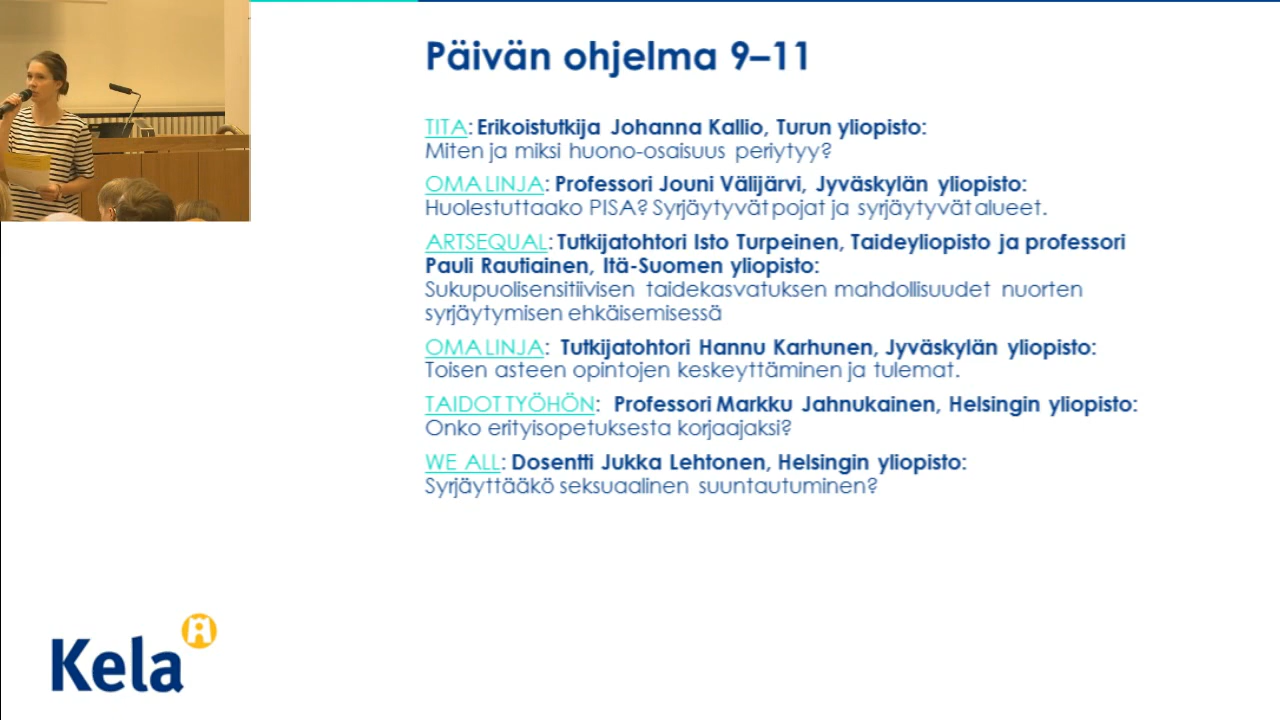 Päivän ohjelma 9–11
TITA: Erikoistutkija Johanna Kallio, Turun yliopisto:
Miten ja miksi huono-osaisuus periytyy?
OMA LINJA: Professori Jouni Välijärvi, Jyväskylän yliopisto:
Huolestuttaako PISA? Syrjäytyvät pojat ja syrjäytyvät alueet.
ARTSEQUAL: Tutkijatohtori Isto Turpeinen, Taideyliopisto ja professori
Pauli Rautiainen, Itä-Suomen yliopisto:
Sukupuolisensitiivisen taidekasvatuksen mahdollisuudet nuorten
syrjäytymisen ehkäisemisessä
OMA LINJA: Tutkijatohtori Hannu Karhunen, Jyväskylän yliopisto:
Toisen asteen opintojen keskeyttäminen ja tulemat.
TAIDOT TYÖHÖN: Professori Markku Jahnukainen, Helsingin yliopisto:
Onko erityisopetuksesta korjaajaksi?
WE ALL: Dosentti Jukka Lehtonen, Helsingin yliopisto:
Syrjäyttääkö seksuaalinen suuntautuminen?
Kela